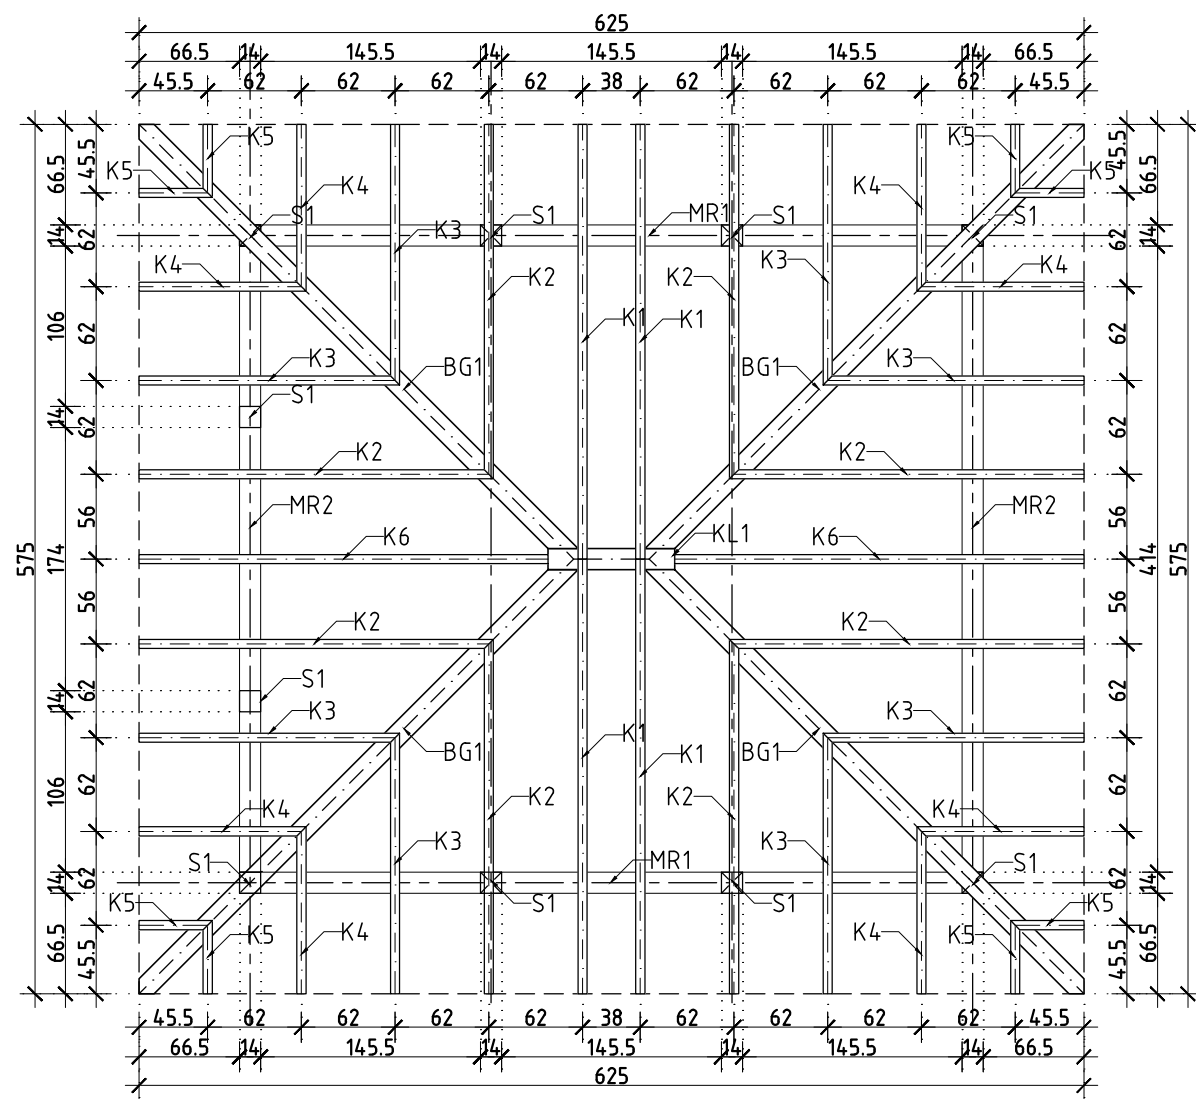 625
66.5 14 145.5 14 145.5 14 145.5 14 66.5
45.5 62 62 62 62 38 62 62 62 62 45.5
K5 K5
K5 K5
K4 K4
S1 S1 MR1 S1 S1
K3 K3
K4 K4
K2 K2
K1 K1
K3 BG1 BG1 K3
S1
K2 K2
MR2 MR2
K6 KL1 K6
K2 K2
S1
K3 K3
K1
BG1 K1 BG1
K2 K2
K4 K4
K3 K3
S1 MR1 S1
K5 S1 S1 K5
K5 K4 K4 K5
45.5 62 62 62 62 38 62 62 62 62 45.5
66.5 14 145.5 14 145.5 14 145.5 14 66.5
625
575
66.5 14 106 14 174 14 106 14 66.5
45.5 62 62 62 56 56 62 62 62 45.5
45.5 62 62 62 56 56 62 62 62 45.5
66.5 14 414 14 66.5
575